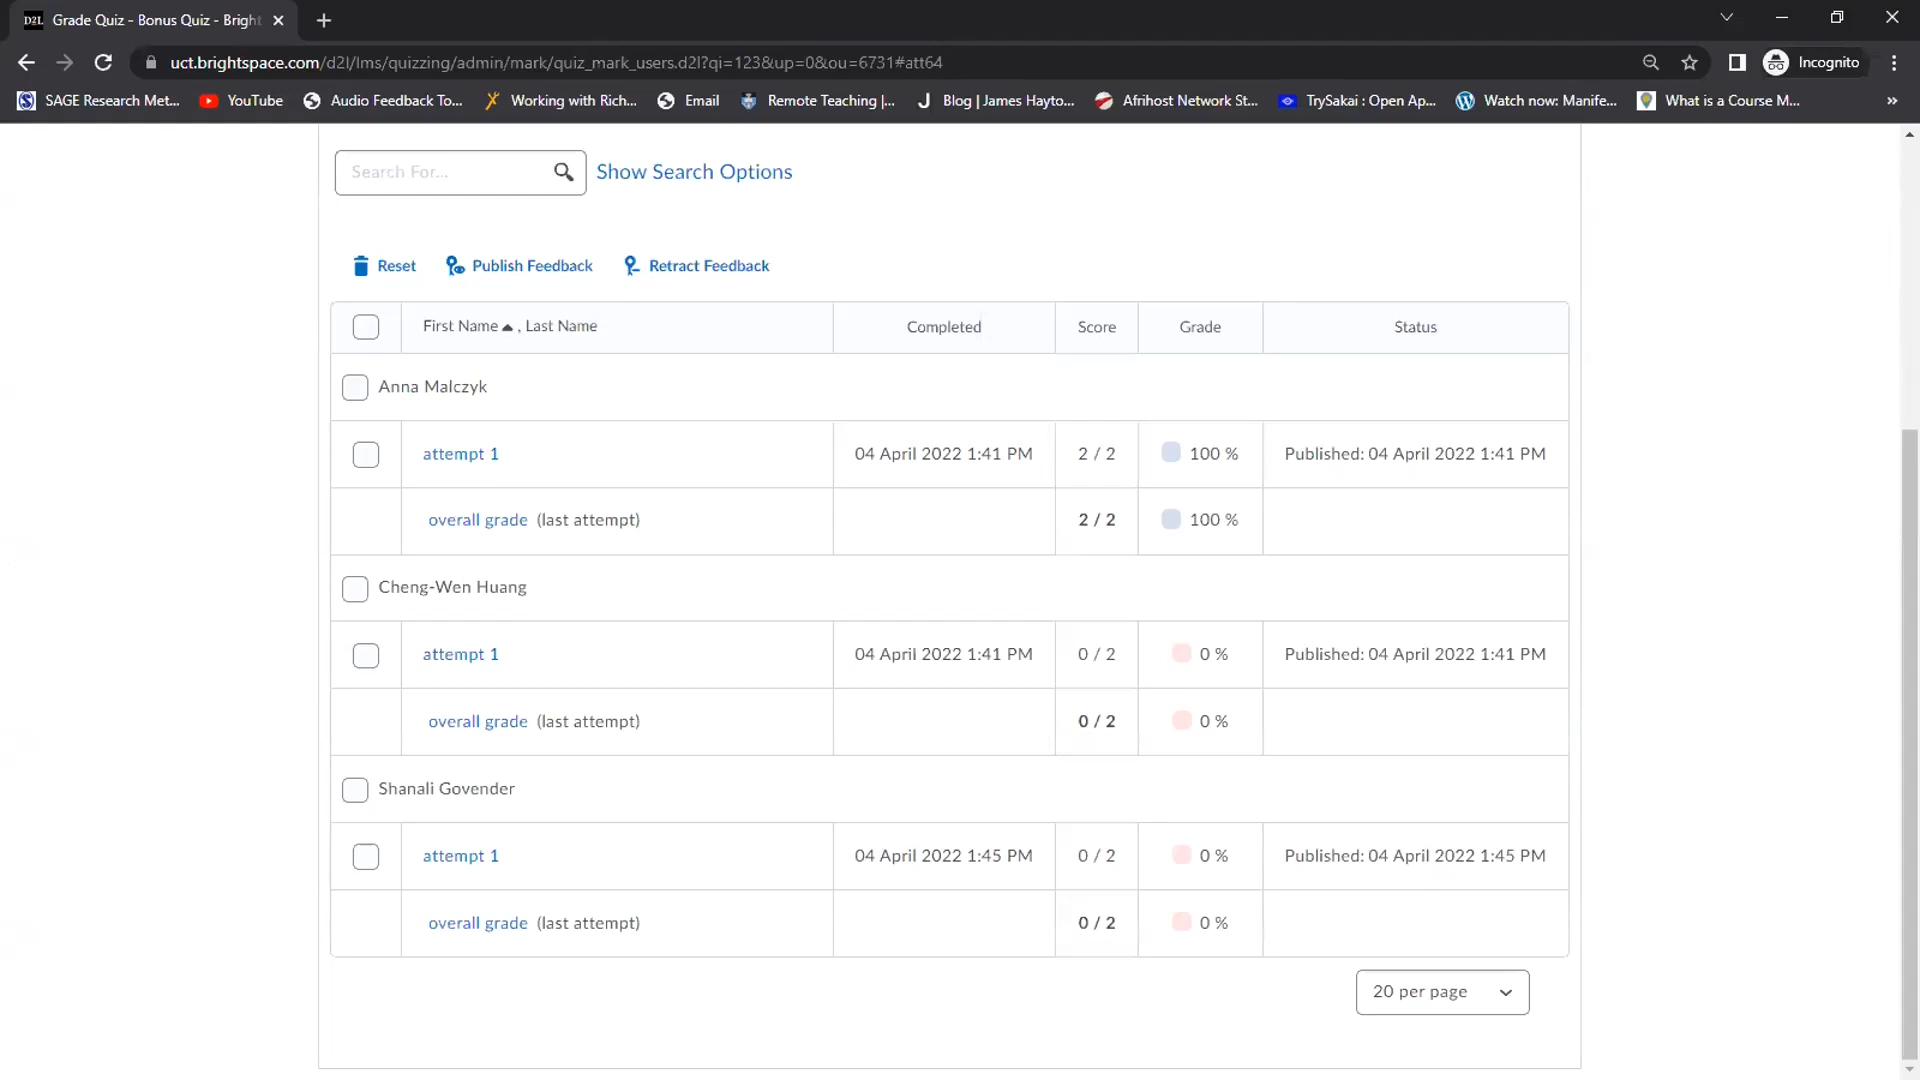 D2L Grade Quiz - Bonus Quiz - Bright
uct.brightspace.com/d2l/lms/quizzing/admin/mark/quiz_mark_users.d2l?qi=123&up=0&ou=6731#att64
Incognito
SAGE Research Met... YouTube Audio Feedback To... Working with Rich... Email Remote Teaching |... Blog | James Hayto... Afrihost Network St... TrySakai : Open Ap... Watch now: Manife... What is a Course M... »
Search For... Show Search Options
Reset Publish Feedback Retract Feedback
First Name , Last Name Completed Score Grade Status
Anna Malczyk
attempt 1 04 April 2022 1:41 PM 2 / 2 100 % Published: 04 April 2022 1:41 PM
overall grade (last attempt) 2 / 2 100 %
Cheng-Wen Huang
attempt 1 04 April 2022 1:41 PM 0 / 2 0 % Published: 04 April 2022 1:41 PM
overall grade (last attempt) 0 / 2 0 %
Shanali Govender
attempt 1 04 April 2022 1:45 PM 0 / 2 0 % Published: 04 April 2022 1:45 PM
overall grade (last attempt) 0 / 2 0 %
20 per page